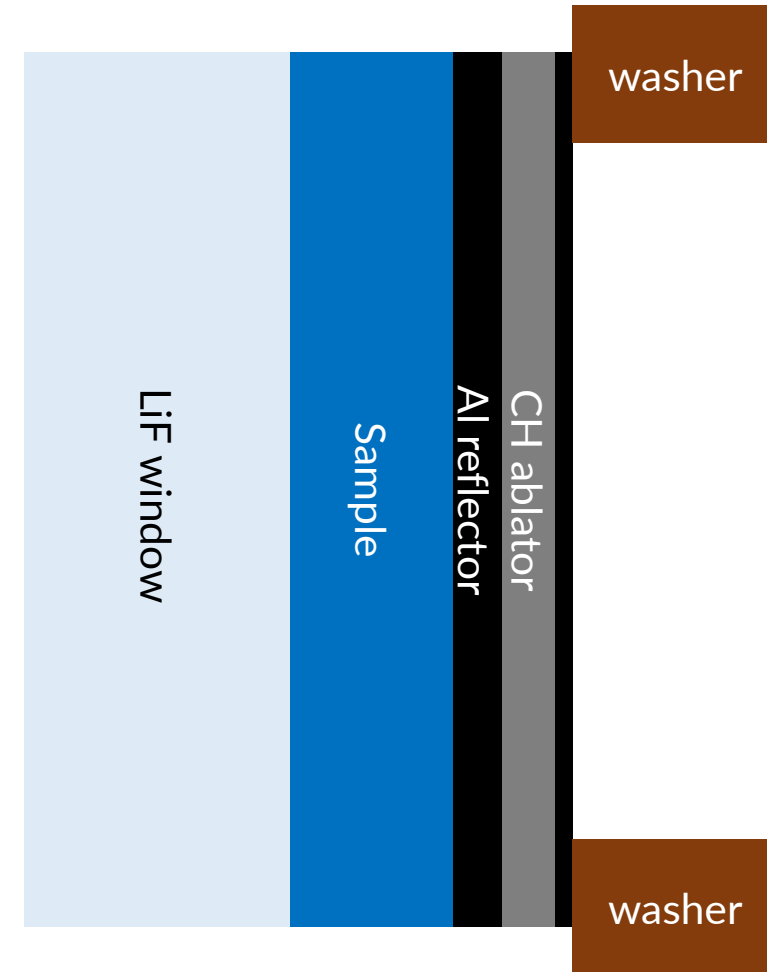 washer
LiF window
Sample
Al reflector
CH ablator
washer